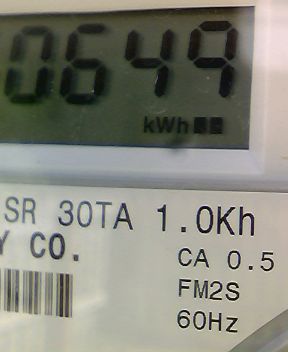 0649
kWh
SR 30TA 1.0Kh
Y CO.
CA 0.5
FM2S
60Hz